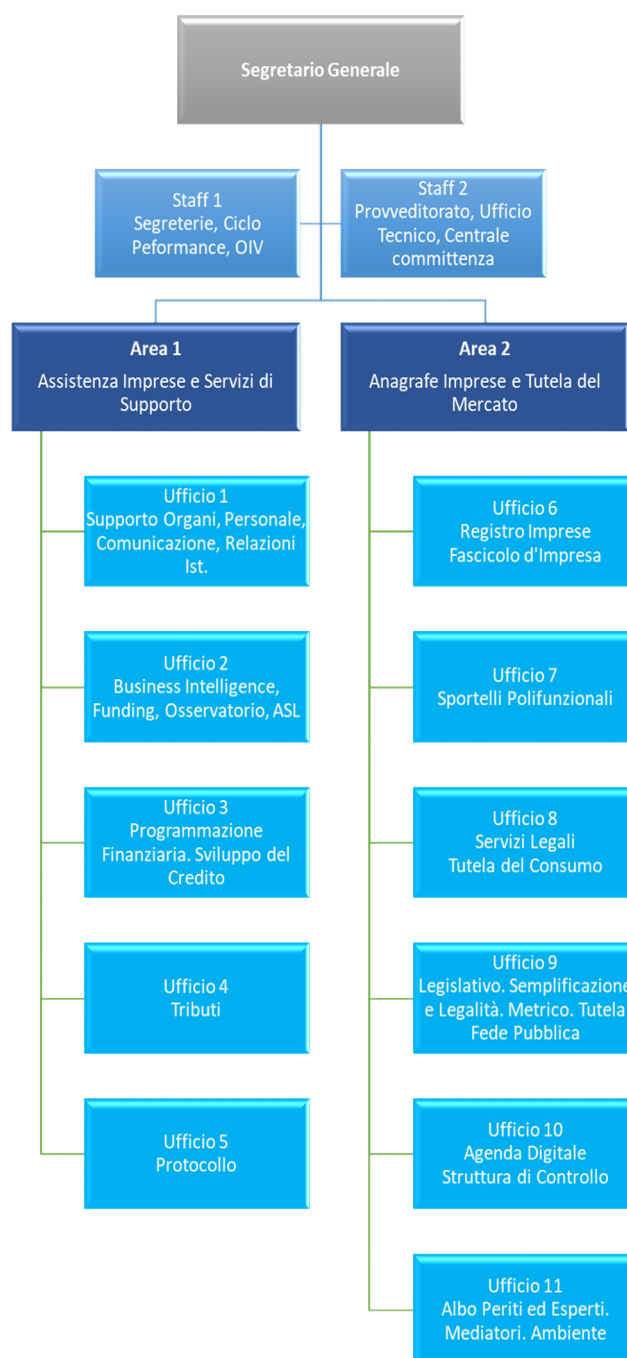 Segretario Generale
Staff 1
Segreterie, Ciclo
Peformance, OIV
Staff 2
Provveditorato, Ufficio
Tecnico, Centrale
committenza
Area 1
Assistenza Imprese e Servizi di
Supporto
Area 2
Anagrafe Imprese e Tutela del
Mercato
Ufficio 1
Supporto Organi, Personale,
Comunicazione, Relazioni
Ist.
Ufficio 2
Business Intelligence,
Funding, Osservatorio, ASL
Ufficio 3
Programmazione
Finanziaria. Sviluppo del
Credito
Ufficio 4
Tributi
Ufficio 5
Protocollo
Ufficio 6
Registro Imprese
Fascicolo d'Impresa
Ufficio 7
Sportelli Polifunzionali
Ufficio 8
Servizi Legali
Tutela del Consumo
Ufficio 9
Legislativo. Semplificazione
e Legalità. Metrico. Tutela
Fede Pubblica
Ufficio 10
Agenda Digitale
Struttura di Controllo
Ufficio 11
Albo Periti ed Esperti.
Mediatori. Ambiente